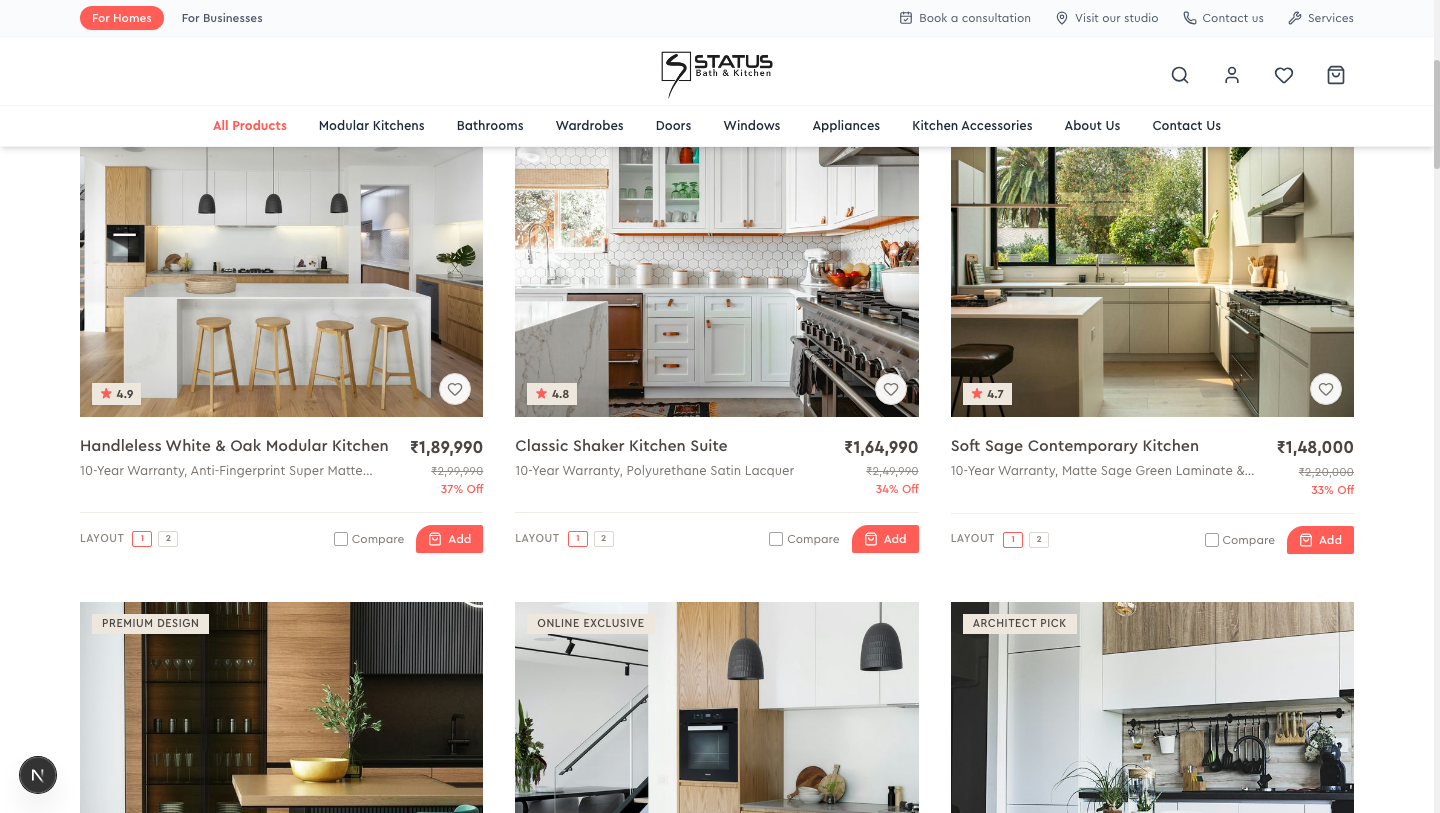 For Homes
For Businesses
Book a consultation
Visit our studio
Contact us
Services
STATUS
Bath & Kitchen
All Products
Modular Kitchens
Bathrooms
Wardrobes
Doors
Windows
Appliances
Kitchen Accessories
About Us
Contact Us
4.9
4.8
4.7
Handleless White & Oak Modular Kitchen
₹1,89,990
10-Year Warranty, Anti-Fingerprint Super Matte...
₹2,99,990
37% Off
LAYOUT
1
2
Compare
Add
Classic Shaker Kitchen Suite
₹1,64,990
10-Year Warranty, Polyurethane Satin Lacquer
₹2,49,990
34% Off
LAYOUT
1
2
Compare
Add
Soft Sage Contemporary Kitchen
₹1,48,000
10-Year Warranty, Matte Sage Green Laminate &...
₹2,20,000
33% Off
LAYOUT
1
2
Compare
Add
PREMIUM DESIGN
ONLINE EXCLUSIVE
ARCHITECT PICK
N